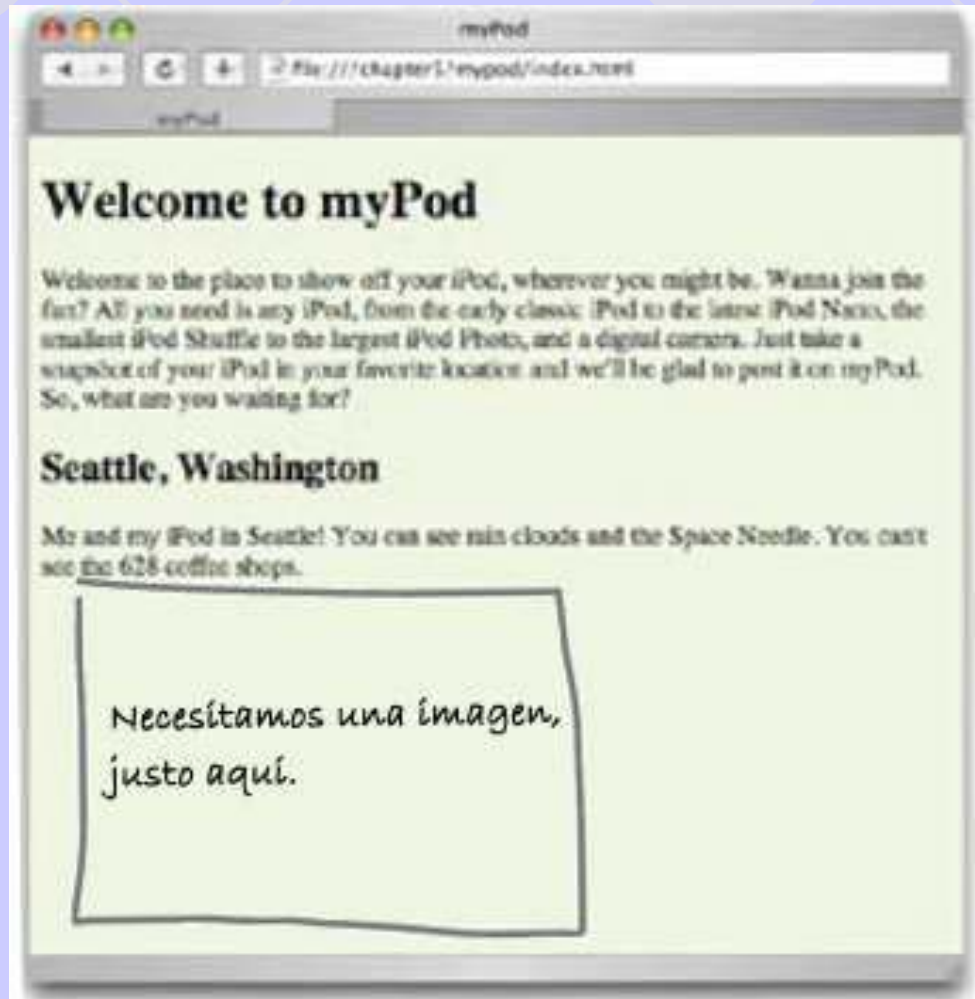 myPod
file:///chapter1/mypod/index.html
myPod
Welcome to myPod
Welcome to the place to show off your iPod, wherever you might be. Wanna join the
fun? All you need is any iPod, from the early classic iPod to the latest iPod Nano, the
smallest iPod Shuffle to the largest iPod Photo, and a digital camera. Just take a
snapshot of your iPod in your favorite location and we'll be glad to post it on myPod.
So, what are you waiting for?
Seattle, Washington
Me and my iPod in Seattle! You can see rain clouds and the Space Needle. You can't
see the 628 coffee shops.
Necesitamos una imagen,
justo aquí.